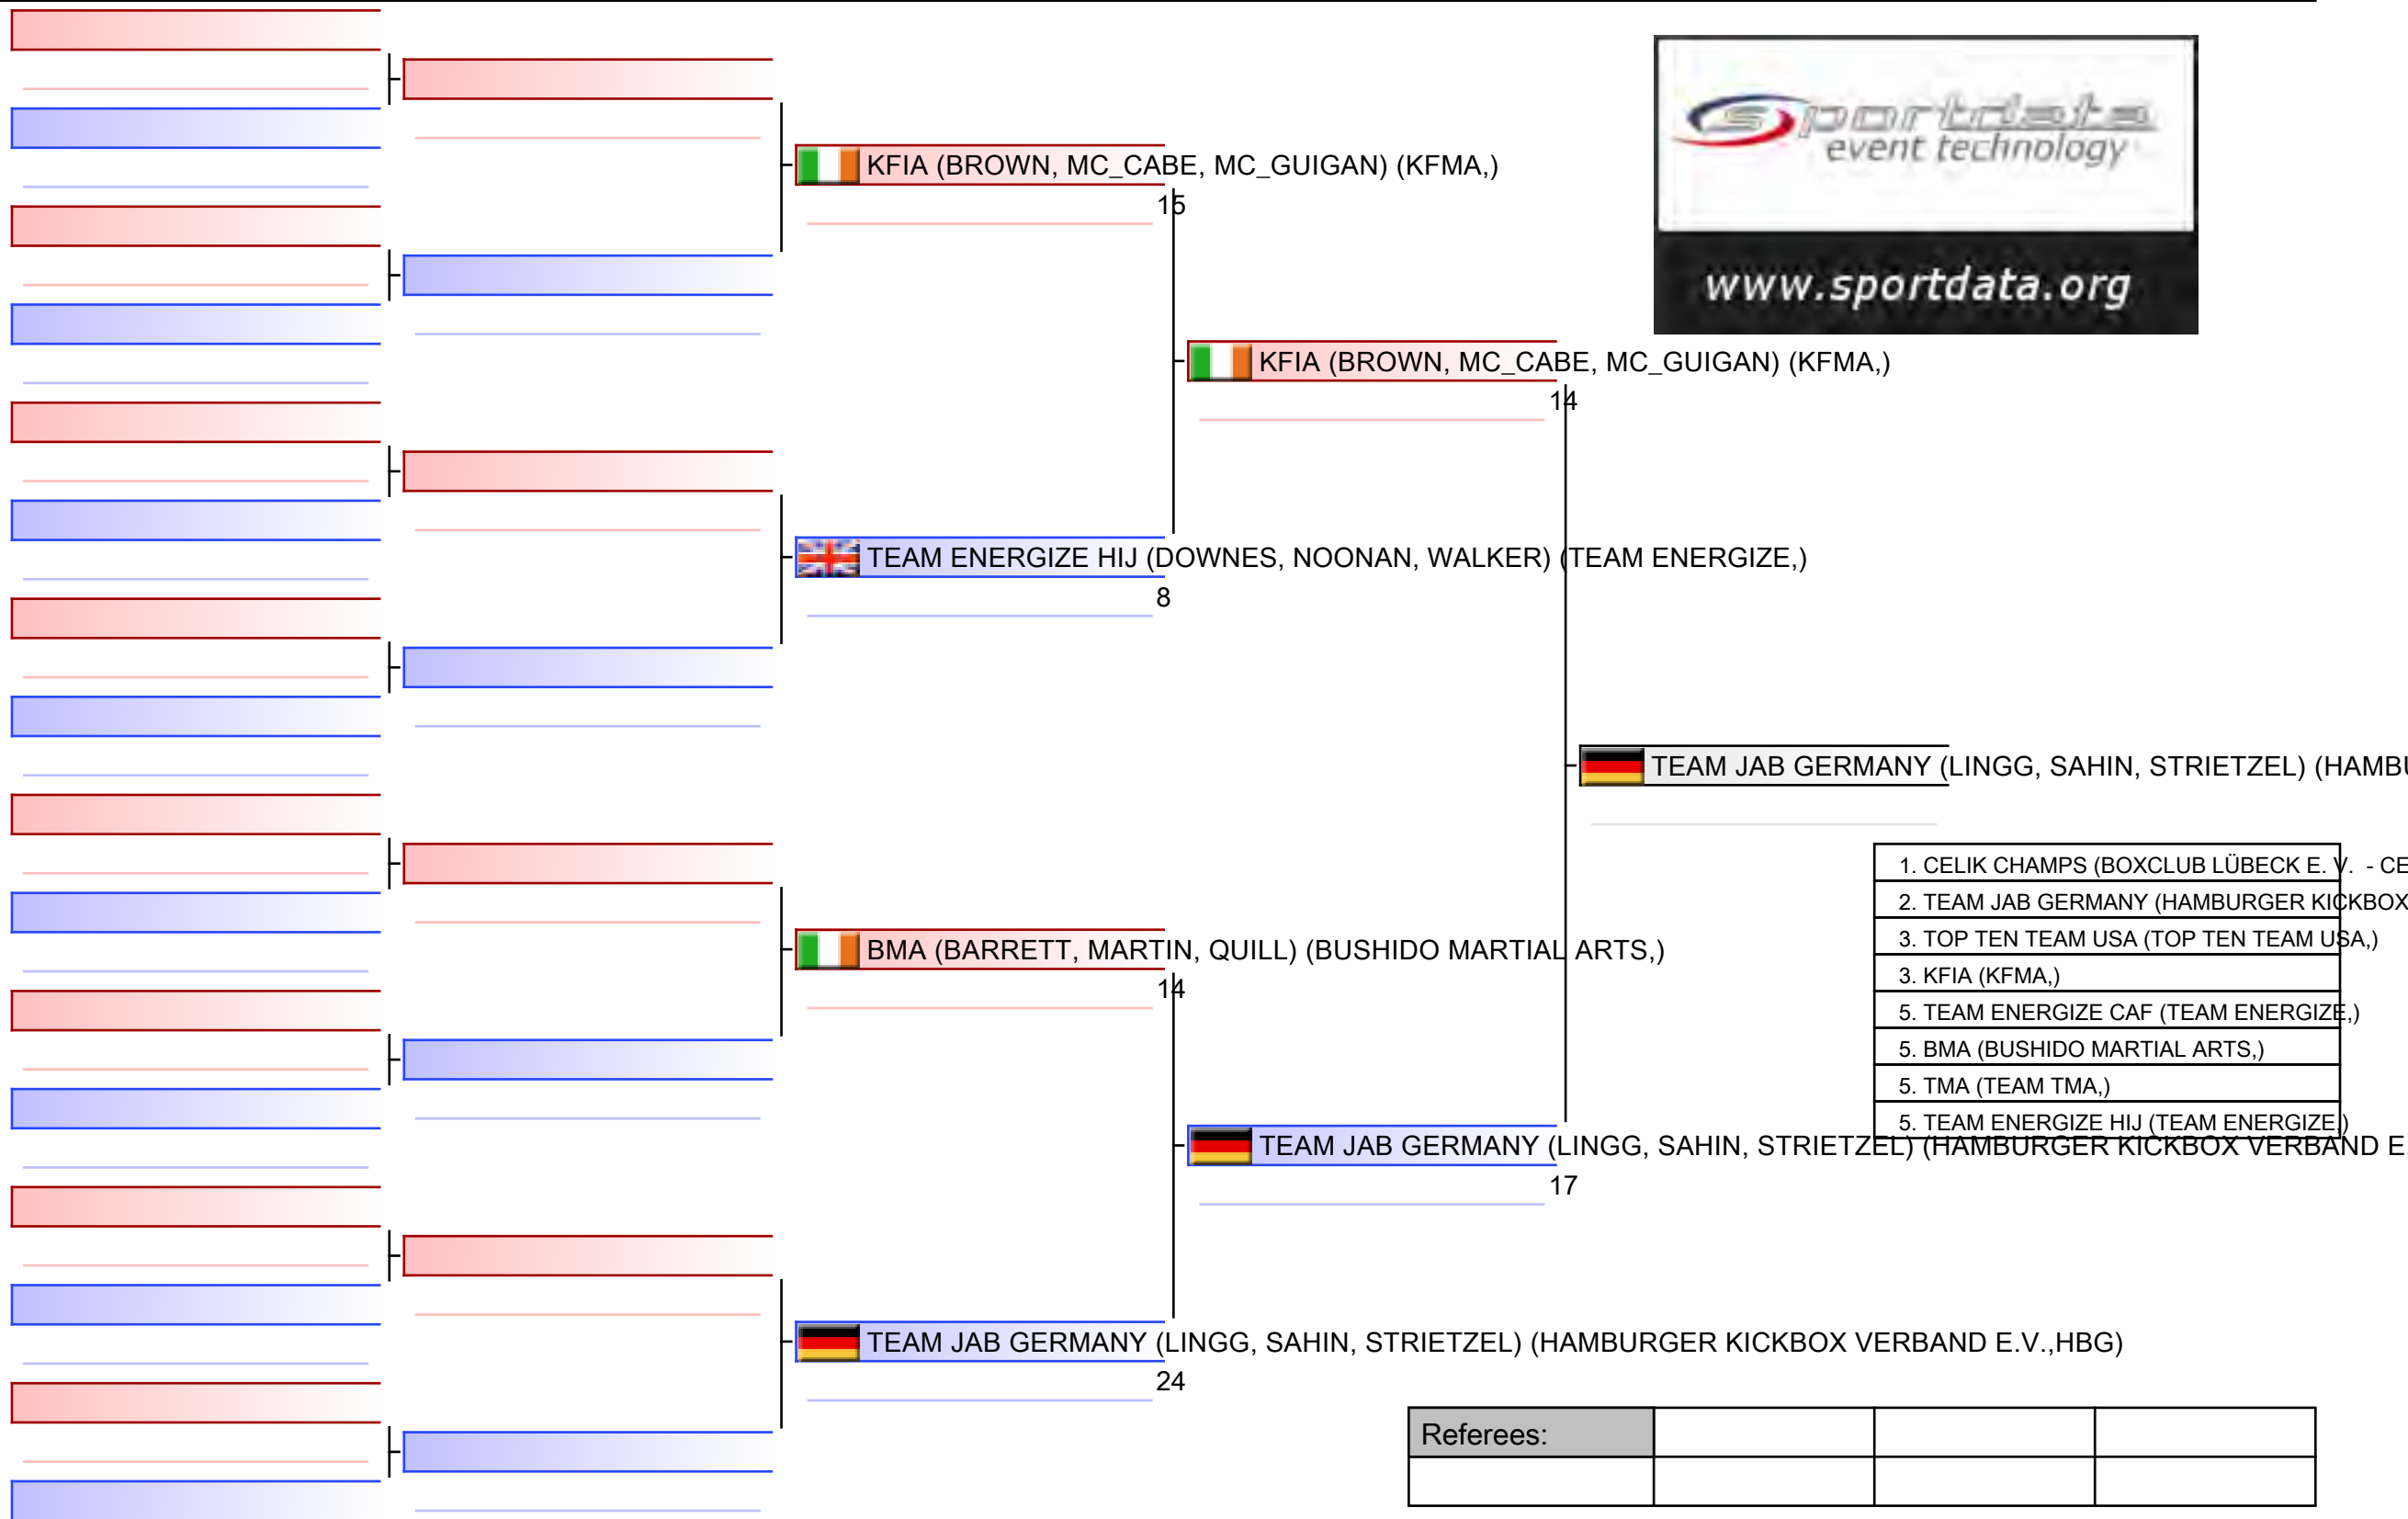 sportdata
event technology
www.sportdata.org
KFIA (BROWN, MC_CABE, MC_GUIGAN) (KFMA,)
15
KFIA (BROWN, MC_CABE, MC_GUIGAN) (KFMA,)
14
TEAM ENERGIZE HIJ (DOWNES, NOONAN, WALKER) (TEAM ENERGIZE,)
8
TEAM JAB GERMANY (LINGG, SAHIN, STRIETZEL) (HAMBU
1. CELIK CHAMPS (BOXCLUB LÜBECK E. V. - CE
2. TEAM JAB GERMANY (HAMBURGER KICKBOX
3. TOP TEN TEAM USA (TOP TEN TEAM USA,)
3. KFIA (KFMA,)
5. TEAM ENERGIZE CAF (TEAM ENERGIZE,)
5. BMA (BUSHIDO MARTIAL ARTS,)
5. TMA (TEAM TMA,)
5. TEAM ENERGIZE HIJ (TEAM ENERGIZE,)
BMA (BARRETT, MARTIN, QUILL) (BUSHIDO MARTIAL ARTS,)
14
TEAM JAB GERMANY (LINGG, SAHIN, STRIETZEL) (HAMBURGER KICKBOX VERBAND E.
17
TEAM JAB GERMANY (LINGG, SAHIN, STRIETZEL) (HAMBURGER KICKBOX VERBAND E.V.,HBG)
24
Referees: